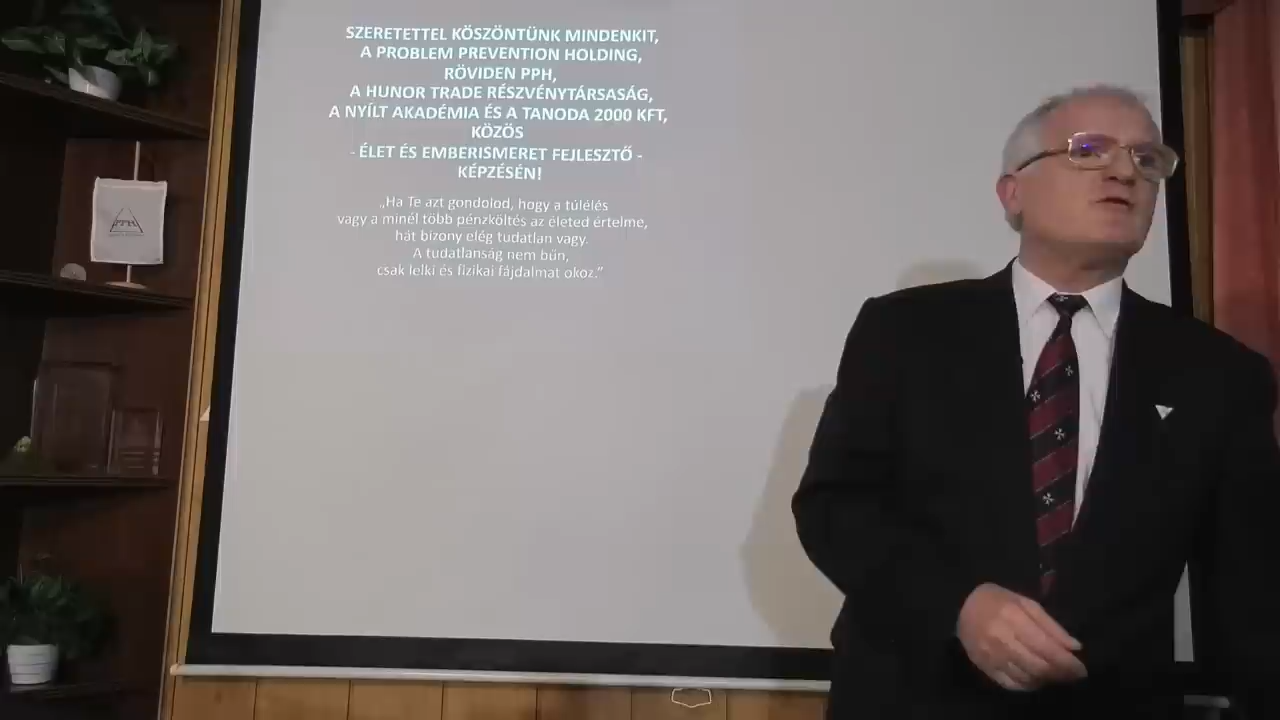 SZERETETTEL KÖSZÖNTÜNK MINDENKIT,
A PROBLEM PREVENTION HOLDING,
RÖVIDEN PPH,
A HUNOR TRADE RÉSZVÉNYTÁRSASÁG,
A NYÍLT AKADÉMIA ÉS A TANODA 2000 KFT,
KÖZÖS
- ÉLET ÉS EMBERISMERET FEJLESZTŐ -
KÉPZÉSÉN!
„Ha Te azt gondolod, hogy a túlélés
vagy a minél több pénzköltés az életed értelme,
hát bizony elég tudatlan vagy.
A tudatlanság nem bűn,
csak lelki és fizikai fájdalmat okoz.”